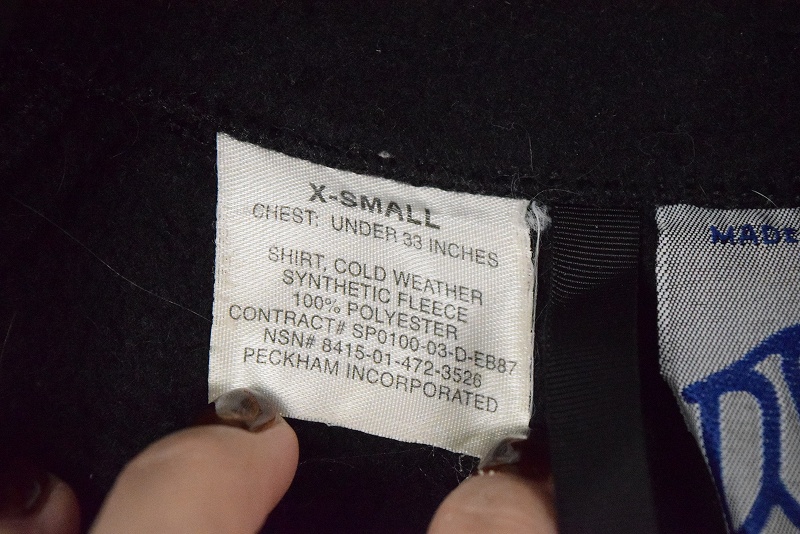 X-SMALL
CHEST: UNDER 33 INCHES
SHIRT, COLD WEATHER
SYNTHETIC FLEECE
100% POLYESTER
CONTRACT# SP0100-03-D-EB87
NSN# 8415-01-472-3526
PECKHAM INCORPORATED
MADE